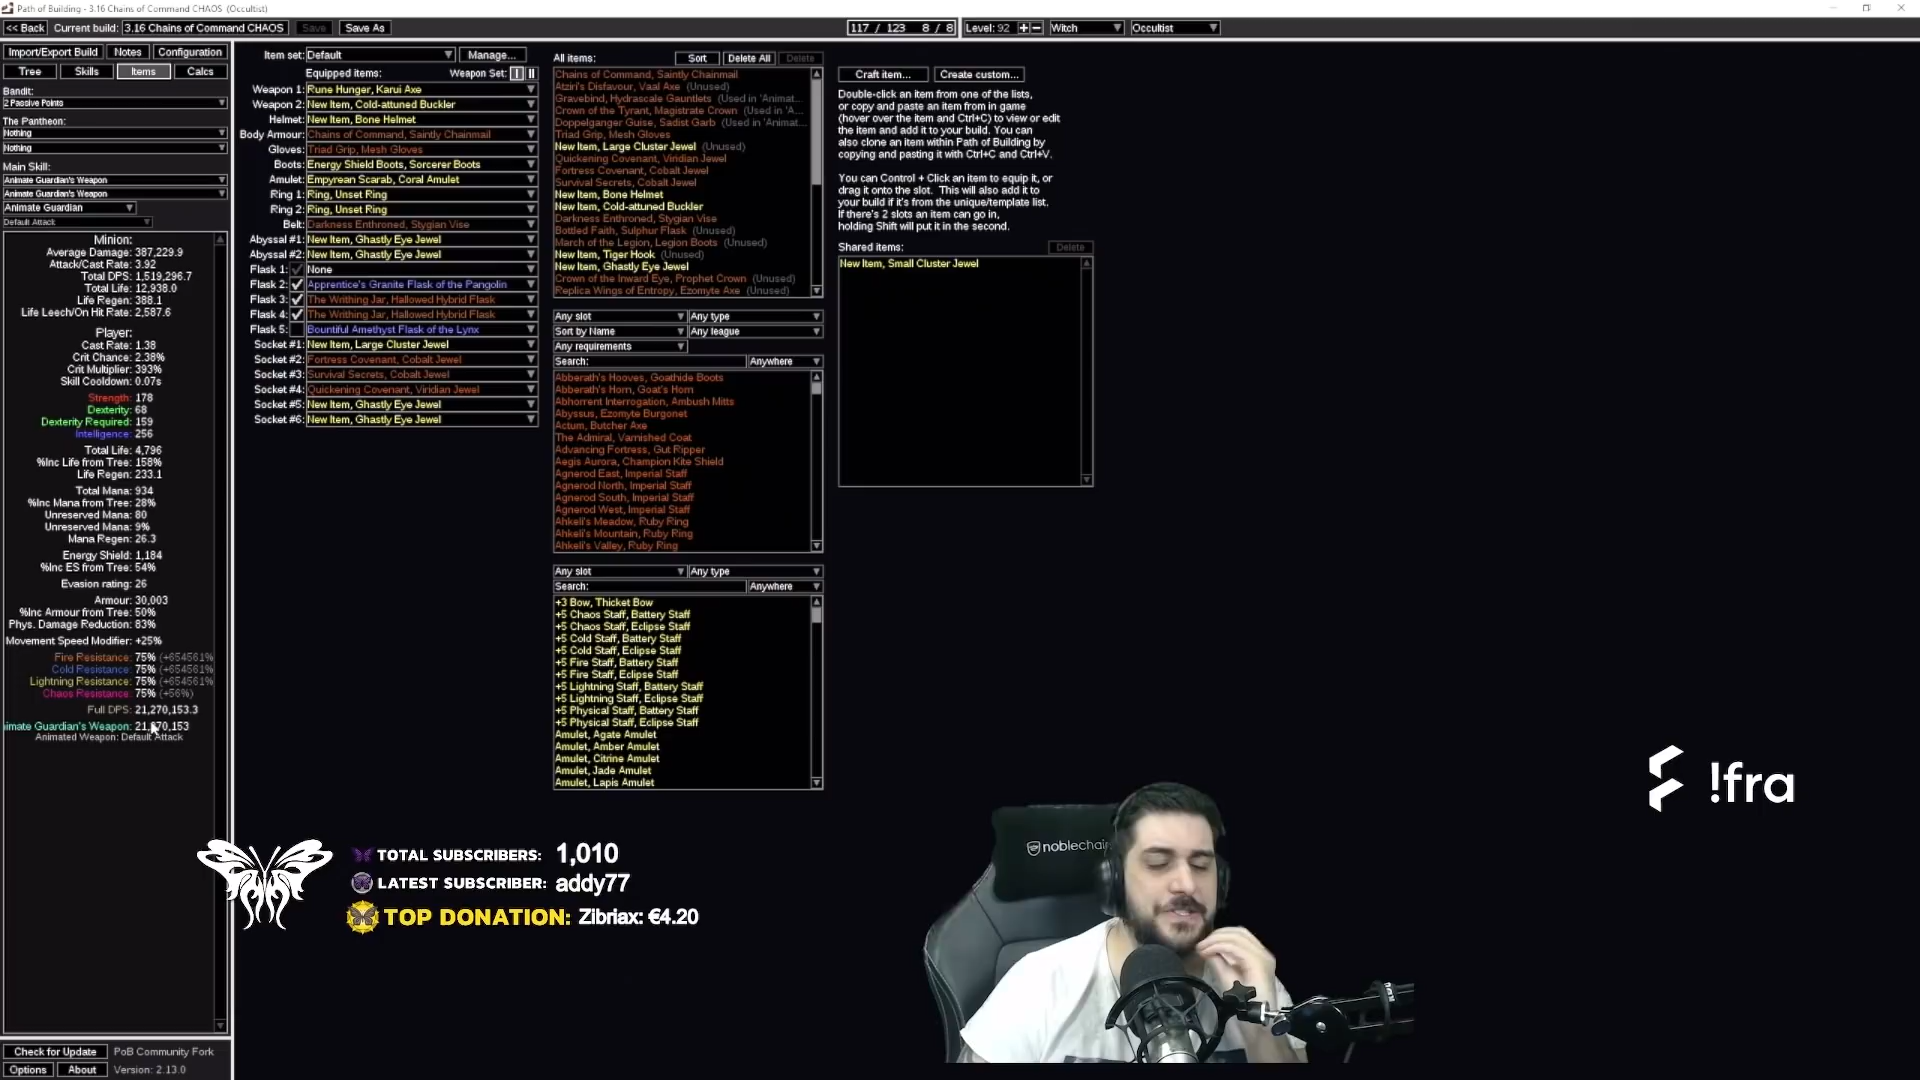 Path of Building - 3.16 Chains of Command CHAOS (Occultist)
<< Back Current build: 3.16 Chains of Command CHAOS Save Save As 117 / 123 8 / 8 Level: 92 Witch Occultist
Import/Export Build Notes Configuration
Tree Skills Items Calcs
Bandit:
2 Passive Points
The Pantheon:
Nothing
Nothing
Main Skill:
Animate Guardian's Weapon
Animate Guardian's Weapon
Animate Guardian
Default Attack
Minion:
Average Damage: 387,229.9
Attack/Cast Rate: 3.92
Total DPS: 1,519,296.7
Total Life: 12,938.0
Life Regen: 388.1
Life Leech/On Hit Rate: 2,587.6
Player:
Cast Rate: 1.38
Crit Chance: 2.38%
Crit Multiplier: 393%
Skill Cooldown: 0.07s
Strength: 178
Dexterity: 68
Dexterity Required: 159
Intelligence: 256
Total Life: 4,796
%Inc Life from Tree: 158%
Life Regen: 233.1
Total Mana: 934
%Inc Mana from Tree: 28%
Unreserved Mana: 80
Unreserved Mana: 9%
Mana Regen: 26.3
Energy Shield: 1,184
%Inc ES from Tree: 54%
Evasion rating: 26
Armour: 30,003
%Inc Armour from Tree: 50%
Phys. Damage Reduction: 83%
Movement Speed Modifier: +25%
Fire Resistance: 75% (+654561%
Cold Resistance: 75% (+654561%
Lightning Resistance: 75% (+654561%
Chaos Resistance: 75% (+56%)
Full DPS: 21,270,153.3
imate Guardian's Weapon: 21,270,153
Animated Weapon: Default Attack
Check for Update PoB Community Fork
Options About Version: 2.13.0
Item set: Default Manage...
Equipped items: Weapon Set: I II
Weapon 1: Rune Hunger, Karui Axe
Weapon 2: New Item, Cold-attuned Buckler
Helmet: New Item, Bone Helmet
Body Armour: Chains of Command, Saintly Chainmail
Gloves: Triad Grip, Mesh Gloves
Boots: Energy Shield Boots, Sorcerer Boots
Amulet: Empyrean Scarab, Coral Amulet
Ring 1: Ring, Unset Ring
Ring 2: Ring, Unset Ring
Belt: Darkness Enthroned, Stygian Vise
Abyssal #1: New Item, Ghastly Eye Jewel
Abyssal #2: New Item, Ghastly Eye Jewel
Flask 1: None
Flask 2: Apprentice's Granite Flask of the Pangolin
Flask 3: The Writhing Jar, Hallowed Hybrid Flask
Flask 4: The Writhing Jar, Hallowed Hybrid Flask
Flask 5: Bountiful Amethyst Flask of the Lynx
Socket #1: New Item, Large Cluster Jewel
Socket #2: Fortress Covenant, Cobalt Jewel
Socket #3: Survival Secrets, Cobalt Jewel
Socket #4: Quickening Covenant, Viridian Jewel
Socket #5: New Item, Ghastly Eye Jewel
Socket #6: New Item, Ghastly Eye Jewel
All items: Sort Delete All Delete
Chains of Command, Saintly Chainmail
Atziri's Disfavour, Vaal Axe (Unused)
Gravebind, Hydrascale Gauntlets (Used in 'Animat...
Crown of the Tyrant, Magistrate Crown (Used in 'A...
Doppelganger Guise, Sadist Garb (Used in 'Animat...
Triad Grip, Mesh Gloves
New Item, Large Cluster Jewel (Unused)
Quickening Covenant, Viridian Jewel
Fortress Covenant, Cobalt Jewel
Survival Secrets, Cobalt Jewel
New Item, Bone Helmet
New Item, Cold-attuned Buckler
Darkness Enthroned, Stygian Vise
Bottled Faith, Sulphur Flask (Unused)
March of the Legion, Legion Boots (Unused)
New Item, Tiger Hook (Unused)
New Item, Ghastly Eye Jewel
Crown of the Inward Eye, Prophet Crown (Unused)
Replica Wings of Entropy, Ezomyte Axe (Unused)
Any slot Any type
Sort by Name Any league
Any requirements
Search: Anywhere
Abberath's Hooves, Goathide Boots
Abberath's Horn, Goat's Horn
Abhorrent Interrogation, Ambush Mitts
Abyssus, Ezomyte Burgonet
Actum, Butcher Axe
The Admiral, Varnished Coat
Advancing Fortress, Gut Ripper
Aegis Aurora, Champion Kite Shield
Agnerod East, Imperial Staff
Agnerod North, Imperial Staff
Agnerod South, Imperial Staff
Agnerod West, Imperial Staff
Ahkeli's Meadow, Ruby Ring
Ahkeli's Mountain, Ruby Ring
Ahkeli's Valley, Ruby Ring
Any slot Any type
Search: Anywhere
+3 Bow, Thicket Bow
+5 Chaos Staff, Battery Staff
+5 Chaos Staff, Eclipse Staff
+5 Cold Staff, Battery Staff
+5 Cold Staff, Eclipse Staff
+5 Fire Staff, Battery Staff
+5 Fire Staff, Eclipse Staff
+5 Lightning Staff, Battery Staff
+5 Lightning Staff, Eclipse Staff
+5 Physical Staff, Battery Staff
+5 Physical Staff, Eclipse Staff
Amulet, Agate Amulet
Amulet, Amber Amulet
Amulet, Citrine Amulet
Amulet, Jade Amulet
Amulet, Lapis Amulet
Craft item... Create custom...
Double-click an item from one of the lists,
or copy and paste an item from in game
(hover over the item and Ctrl+C) to view or edit
the item and add it to your build. You can
also clone an item within Path of Building by
copying and pasting it with Ctrl+C and Ctrl+V.
You can Control + Click an item to equip it, or
drag it onto the slot. This will also add it to
your build if it's from the unique/template list.
If there's 2 slots an item can go in,
holding Shift will put it in the second.
Shared items: Delete
New Item, Small Cluster Jewel
!fra
noblechai
TOTAL SUBSCRIBERS: 1,010
LATEST SUBSCRIBER: addy77
TOP DONATION: Zibriax: €4.20